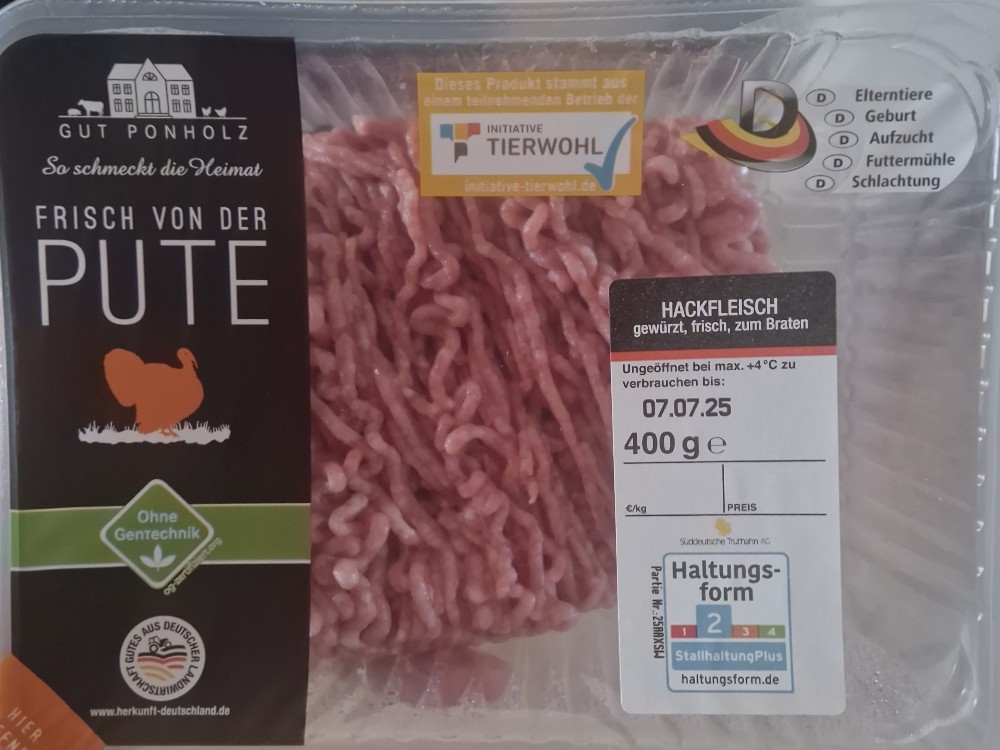 GUT PONHOLZ
So schmeckt die Heimat
FRISCH VON DER
PUTE
Ohne
GenTechnik
GUTES AUS DEUTSCHER LANDWIRTSCHAFT
www.herkunft-deutschland.de
HIER
Dieses Produkt stammt aus
einem teilnehmenden Betrieb der
INITIATIVE
TIERWOHL
initiative-tierwohl.de
D
D Elterntiere
D Geburt
D Aufzucht
D Futtermühle
D Schlachtung
HACKFLEISCH
gewürzt, frisch, zum Braten
Ungeöffnet bei max. +4°C zu
verbrauchen bis:
07.07.25
400 g ℮
€/kg PREIS
Süddeutsche Truthahn AG
Haltungs-
form
1 2 3 4
StallhaltungPlus
haltungsform.de
Partie Nr.: